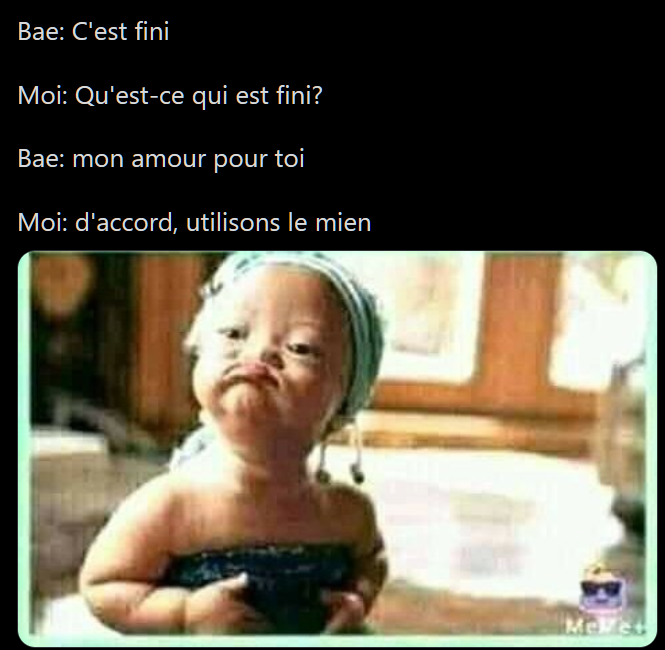 Bae: C'est fini
Moi: Qu'est-ce qui est fini?
Bae: mon amour pour toi
Moi: d'accord, utilisons le mien
MeMe+